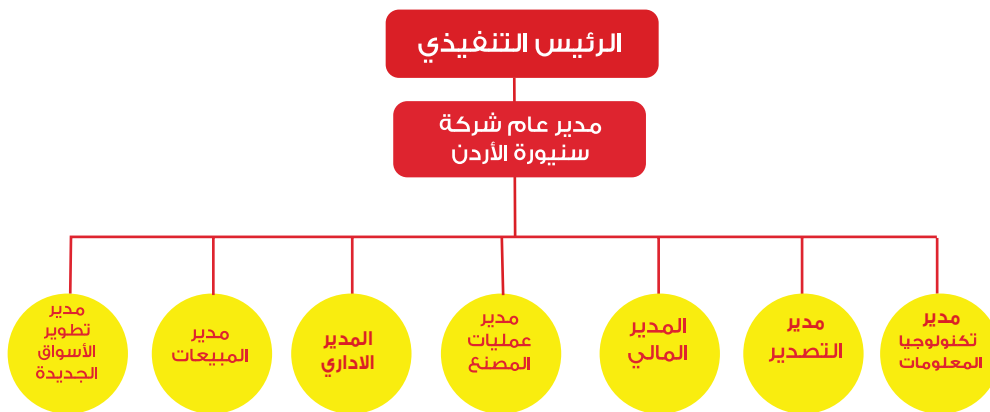 الرئيس التنفيذي
مدير عام شركة
سنيورة الأردن
مدير
تكنولوجيا
المعلومات
مدير
التصدير
المدير
المالي
مدير
عمليات
المصنع
المدير
الاداري
مدير
المبيعات
مدير
تطوير
الأسواق
الجديدة